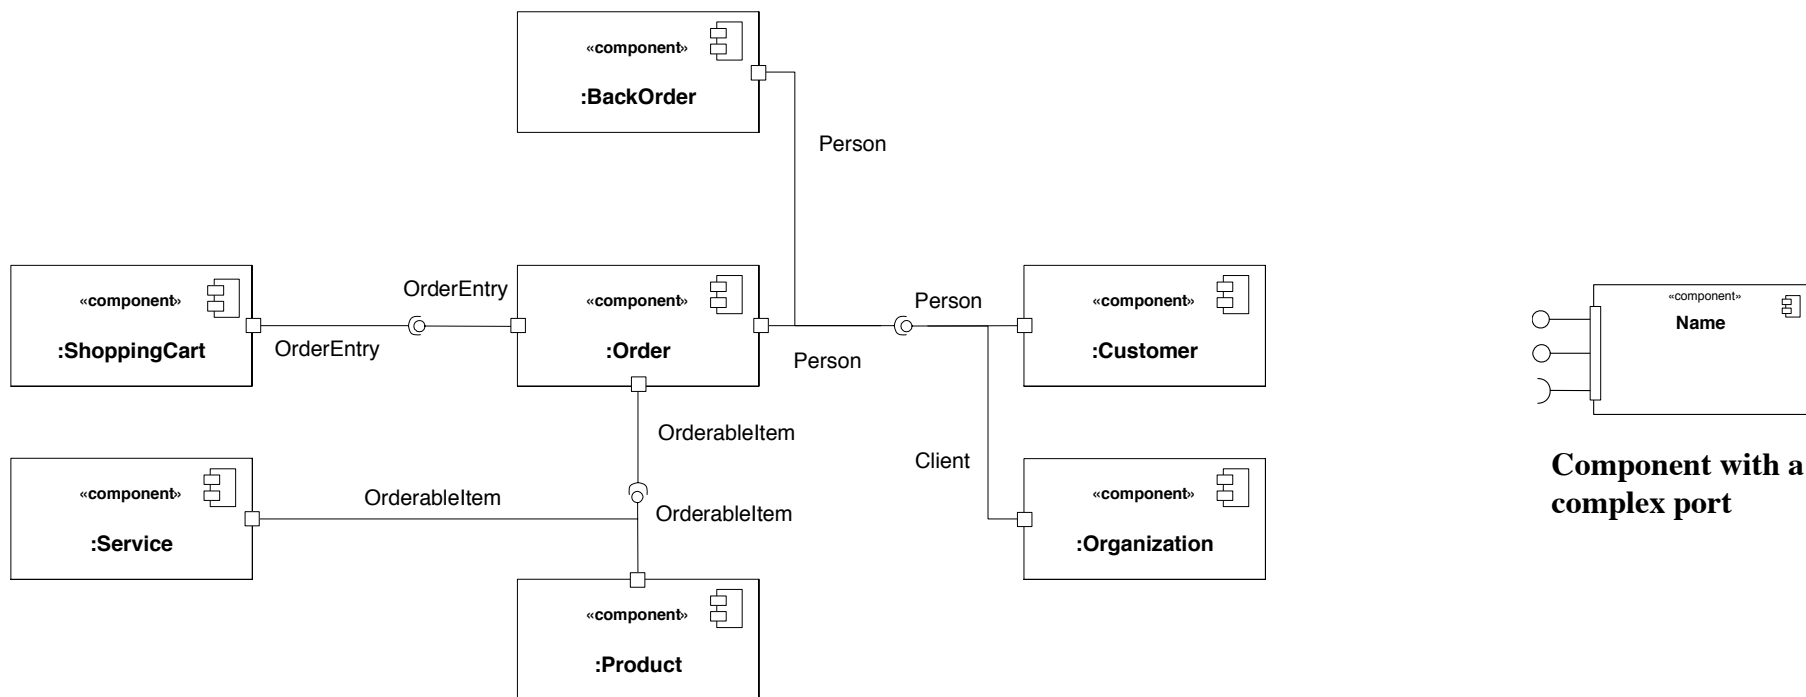 «component»
:BackOrder
Person
«component»
:ShoppingCart
OrderEntry
OrderEntry
«component»
:Order
Person
Person
«component»
:Customer
«component»
Name
OrderableItem
Client
«component»
:Service
OrderableItem
OrderableItem
«component»
:Organization
Component with a
complex port
«component»
:Product